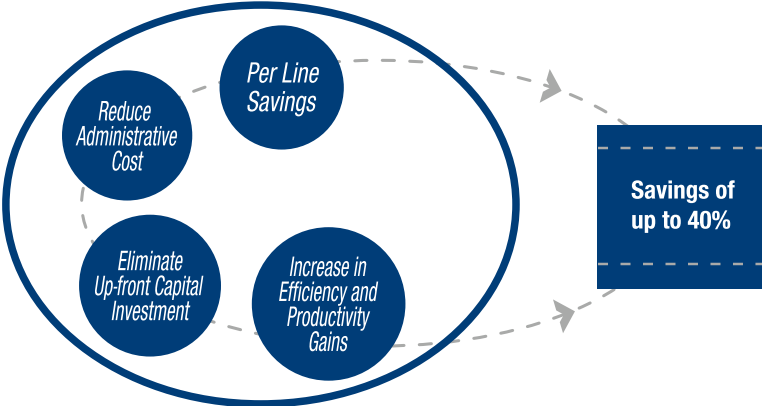 Per Line
Savings
Reduce
Administrative
Cost
Eliminate
Up-front Capital
Investment
Increase in
Efficiency and
Productivity
Gains
Savings of
up to 40%